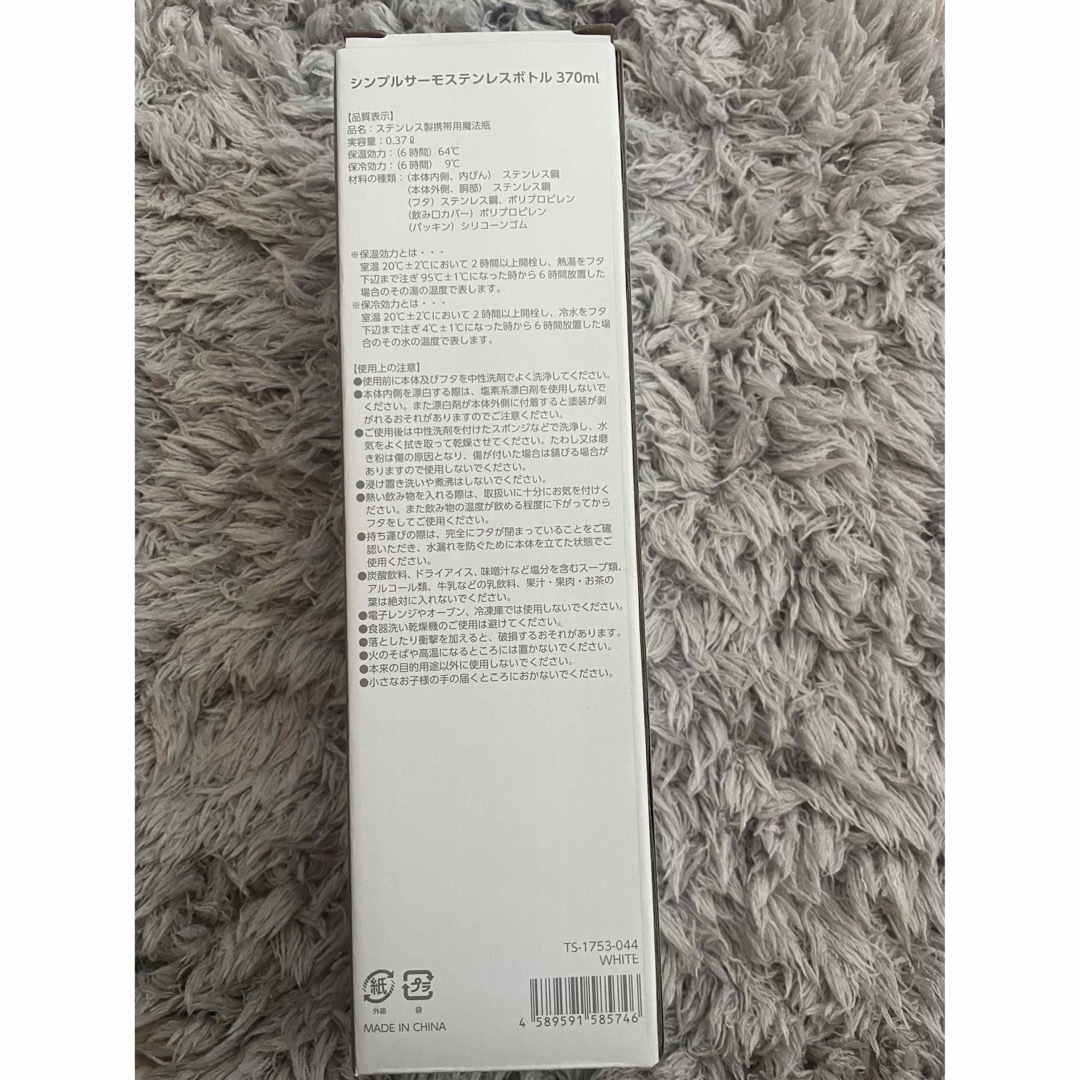 シンプルサーモステンレスボトル 370ml
【品質表示】
品名：ステンレス製携帯用魔法瓶
実容量：0.37ℓ
保温効力：(6時間) 64℃
保冷効力：(6時間) 9℃
材料の種類：(本体内側、内びん) ステンレス鋼
(本体外側、胴部) ステンレス鋼
(フタ) ステンレス鋼、ポリプロピレン
(飲み口カバー) ポリプロピレン
(パッキン) シリコーンゴム
※保温効力とは・・・
室温20℃±2℃において2時間以上開栓し、熱湯をフタ
下辺まで注ぎ95℃±1℃になった時から6時間放置した
場合のその湯の温度で表します。
※保冷効力とは・・・
室温20℃±2℃において2時間以上開栓し、冷水をフタ
下辺まで注ぎ4℃±1℃になった時から6時間放置した場
合のその水の温度で表します。
【使用上の注意】
●使用前に本体及びフタを中性洗剤でよく洗浄してください。
●本体内側を漂白する際は、塩素系漂白剤を使用しないで
ください。また漂白剤が本体外側に付着すると塗装が剥
がれるおそれがありますのでご注意ください。
●ご使用後は中性洗剤を付けたスポンジなどで洗浄し、水
気をよく拭き取って乾燥させてください。たわし又は磨
き粉は傷の原因となり、傷が付いた場合は錆びる場合が
ありますので使用しないでください。
●浸け置き洗いや煮沸はしないでください。
●熱い飲み物を入れる際は、取扱いに十分にお気を付けく
ださい。また飲み物の温度が飲める程度に下がってから
フタをしてご使用ください。
●持ち運びの際は、完全にフタが閉まっていることをご確
認いただき、水漏れを防ぐために本体を立てた状態でご
使用ください。
●炭酸飲料、ドライアイス、味噌汁など塩分を含むスープ類、
アルコール類、牛乳などの乳飲料、果汁・果肉・お茶の
葉は絶対に入れないでください。
●電子レンジやオーブン、冷凍庫では使用しないでください。
●食器洗い乾燥機のご使用は避けてください。
●落としたり衝撃を加えると、破損するおそれがあります。
●火のそばや高温になるところには置かないでください。
●本来の目的用途以外に使用しないでください。
●小さなお子様の手の届くところにおかないでください。
TS-1753-044
WHITE
紙 プラ
外箱 袋
MADE IN CHINA
4 589591 585746